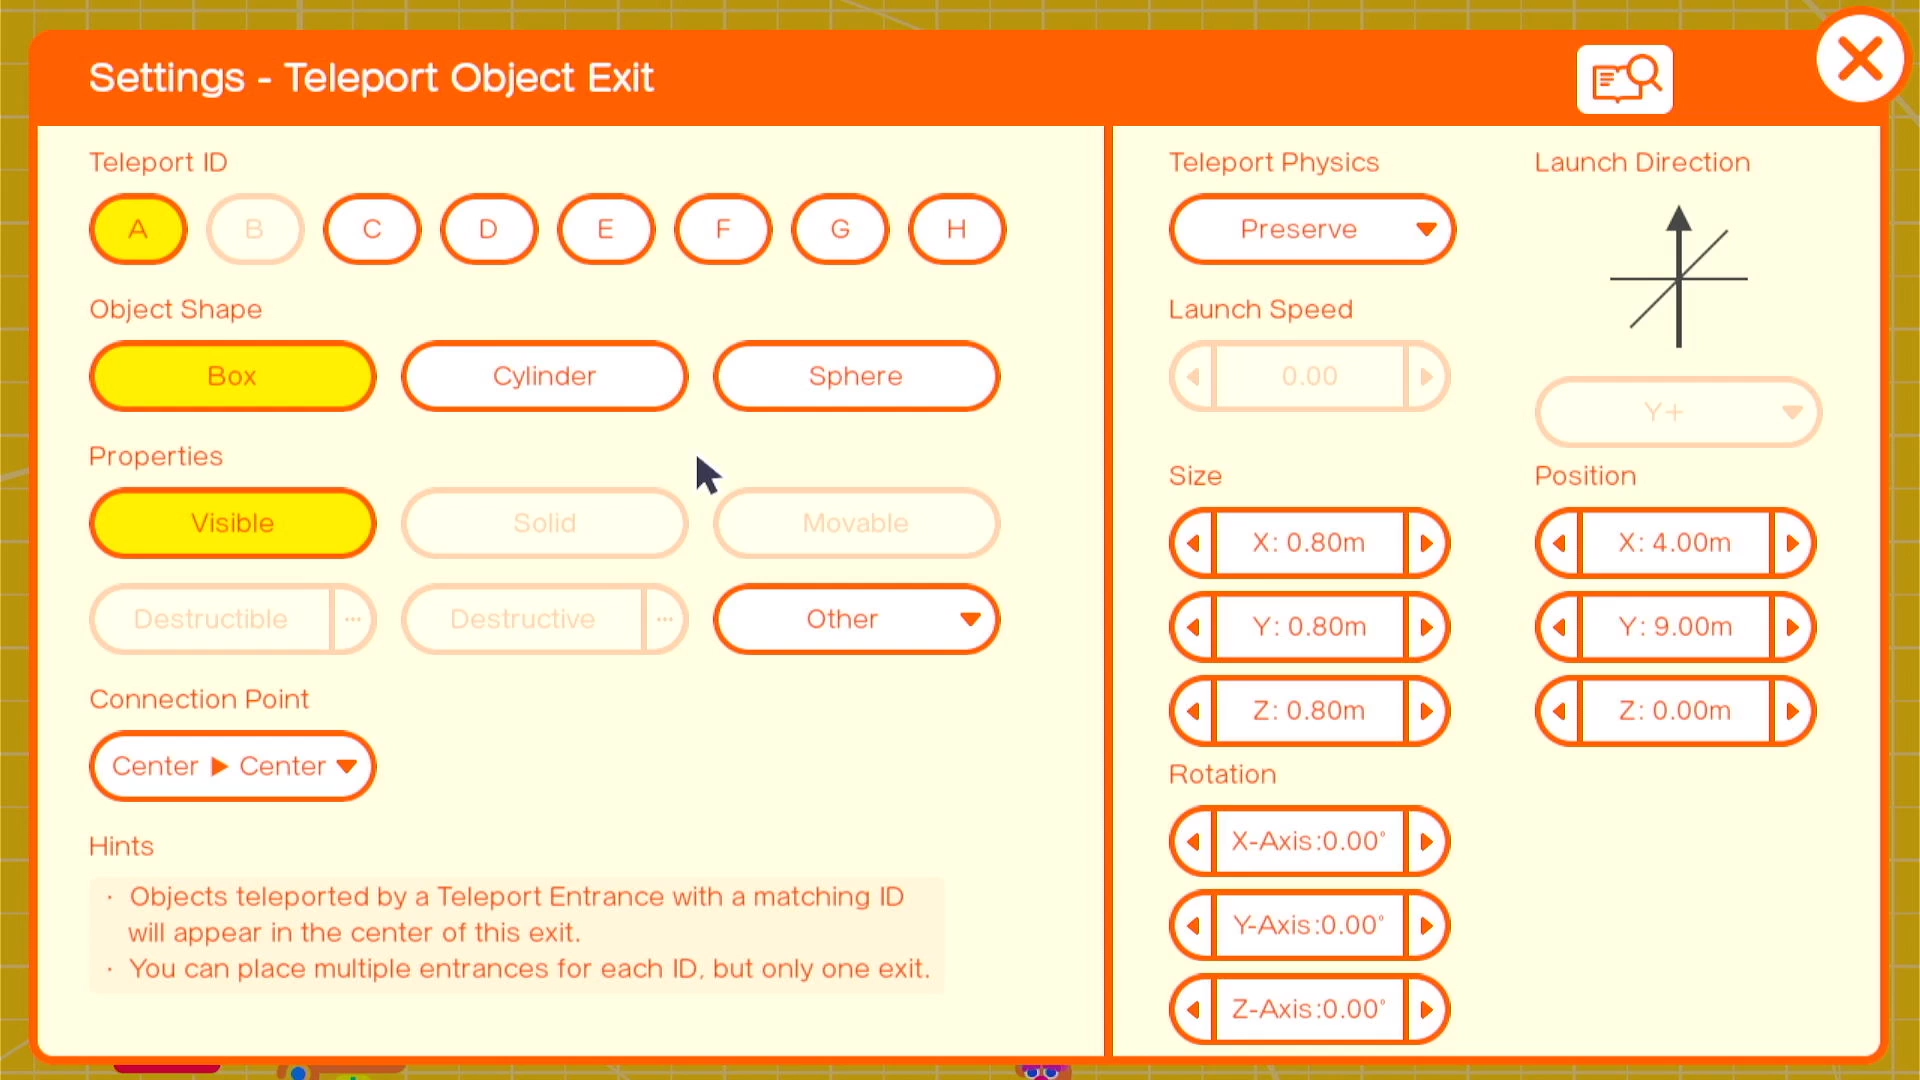 Settings - Teleport Object Exit
Teleport ID
A B C D E F G H
Object Shape
Box Cylinder Sphere
Properties
Visible Solid Movable
Destructible ... Destructive ... Other
Connection Point
Center ▶ Center
Hints
· Objects teleported by a Teleport Entrance with a matching ID
will appear in the center of this exit.
· You can place multiple entrances for each ID, but only one exit.
Teleport Physics
Preserve
Launch Speed
0.00
Launch Direction
Y+
Size
X: 0.80m
Y: 0.80m
Z: 0.80m
Position
X: 4.00m
Y: 9.00m
Z: 0.00m
Rotation
X-Axis:0.00°
Y-Axis:0.00°
Z-Axis:0.00°